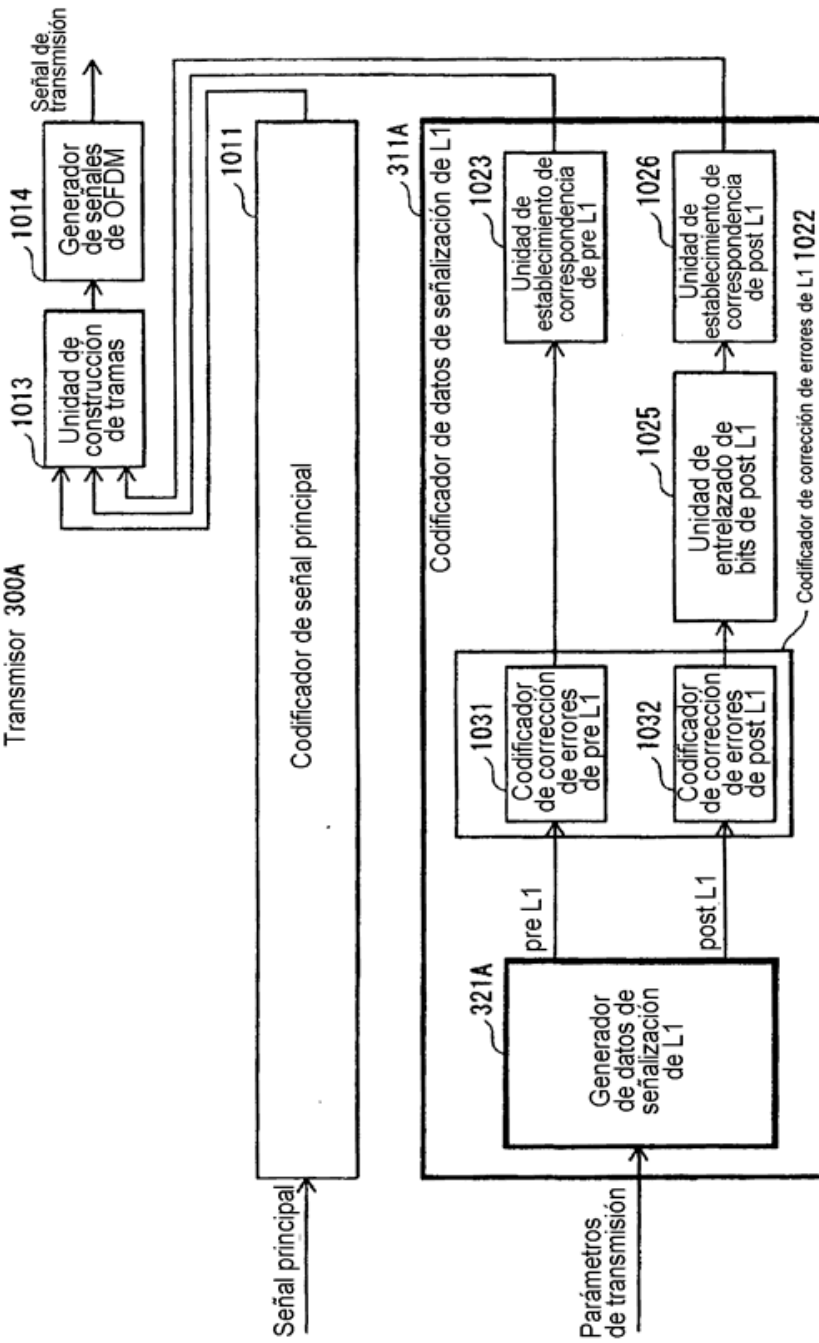 Transmisor 300A
Señal principal
1011
Codificador de señal principal
1013
Unidad de
construcción
de tramas
1014
Generador
de señales
de OFDM
Señal de
transmisión
Parámetros
de transmisión
311A
Codificador de datos de señalización de L1
321A
Generador
de datos de
señalización
de L1
pre L1
post L1
1031
Codificador
de corrección
de errores
de pre L1
1032
Codificador
de corrección
de errores
de post L1
1025
Unidad de
entrelazado de
bits de post L1
1023
Unidad de
establecimiento de
correspondencia
de pre L1
1026
Unidad de
establecimiento de
correspondencia
de post L1
Codificador de corrección de errores de L1 1022